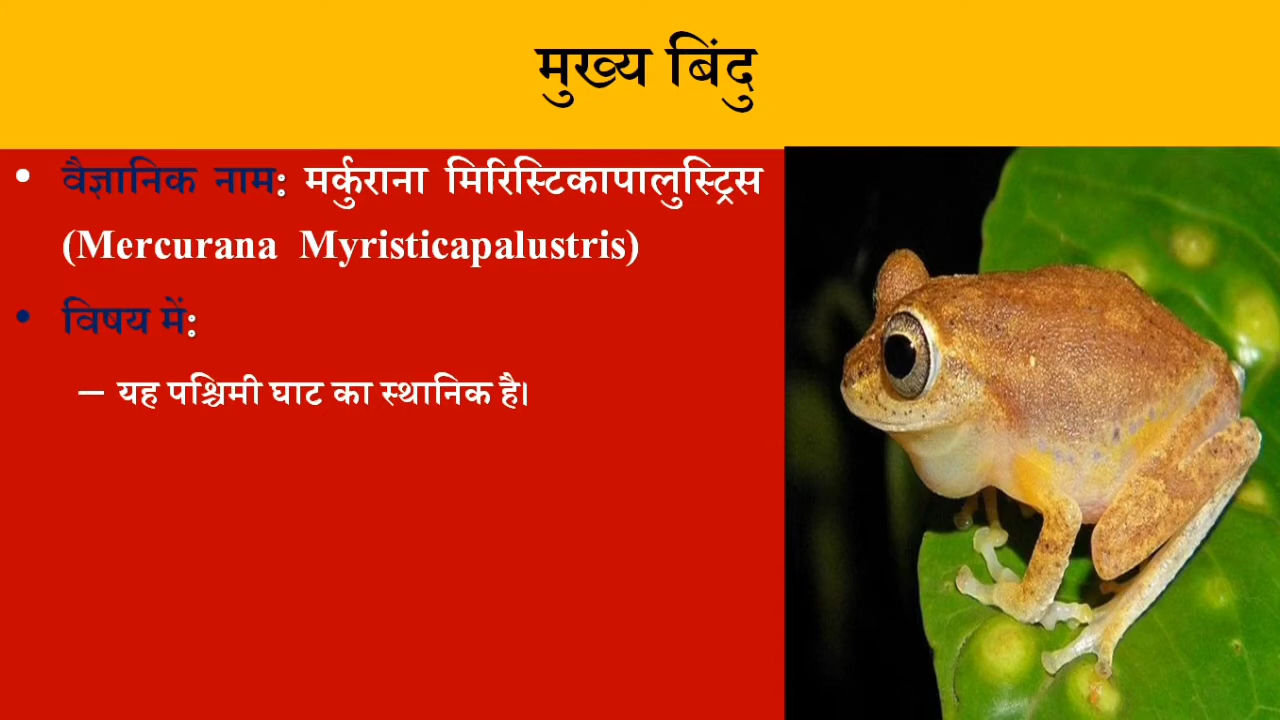 मुख्य बिंदु
• वैज्ञानिक नाम: मर्कुराना मिरिस्टिकापालुस्ट्रिस
(Mercurana Myristicapalustris)
• विषय में:
– यह पश्चिमी घाट का स्थानिक है।